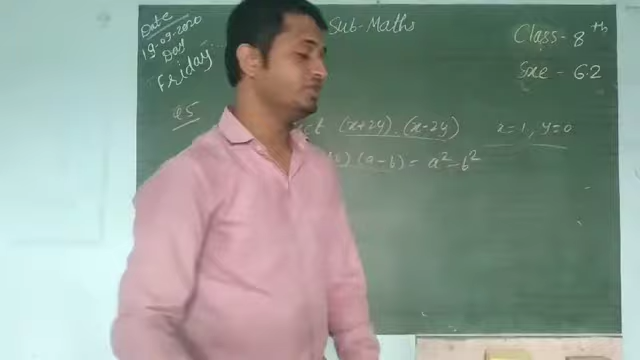 Date
19-09-2020
Day
Friday
Sub-Maths
Class-8th
Sxe-6.2
Q5
(x+2y).(x-2y) x=1, y=0
(a-b)=a²-b²